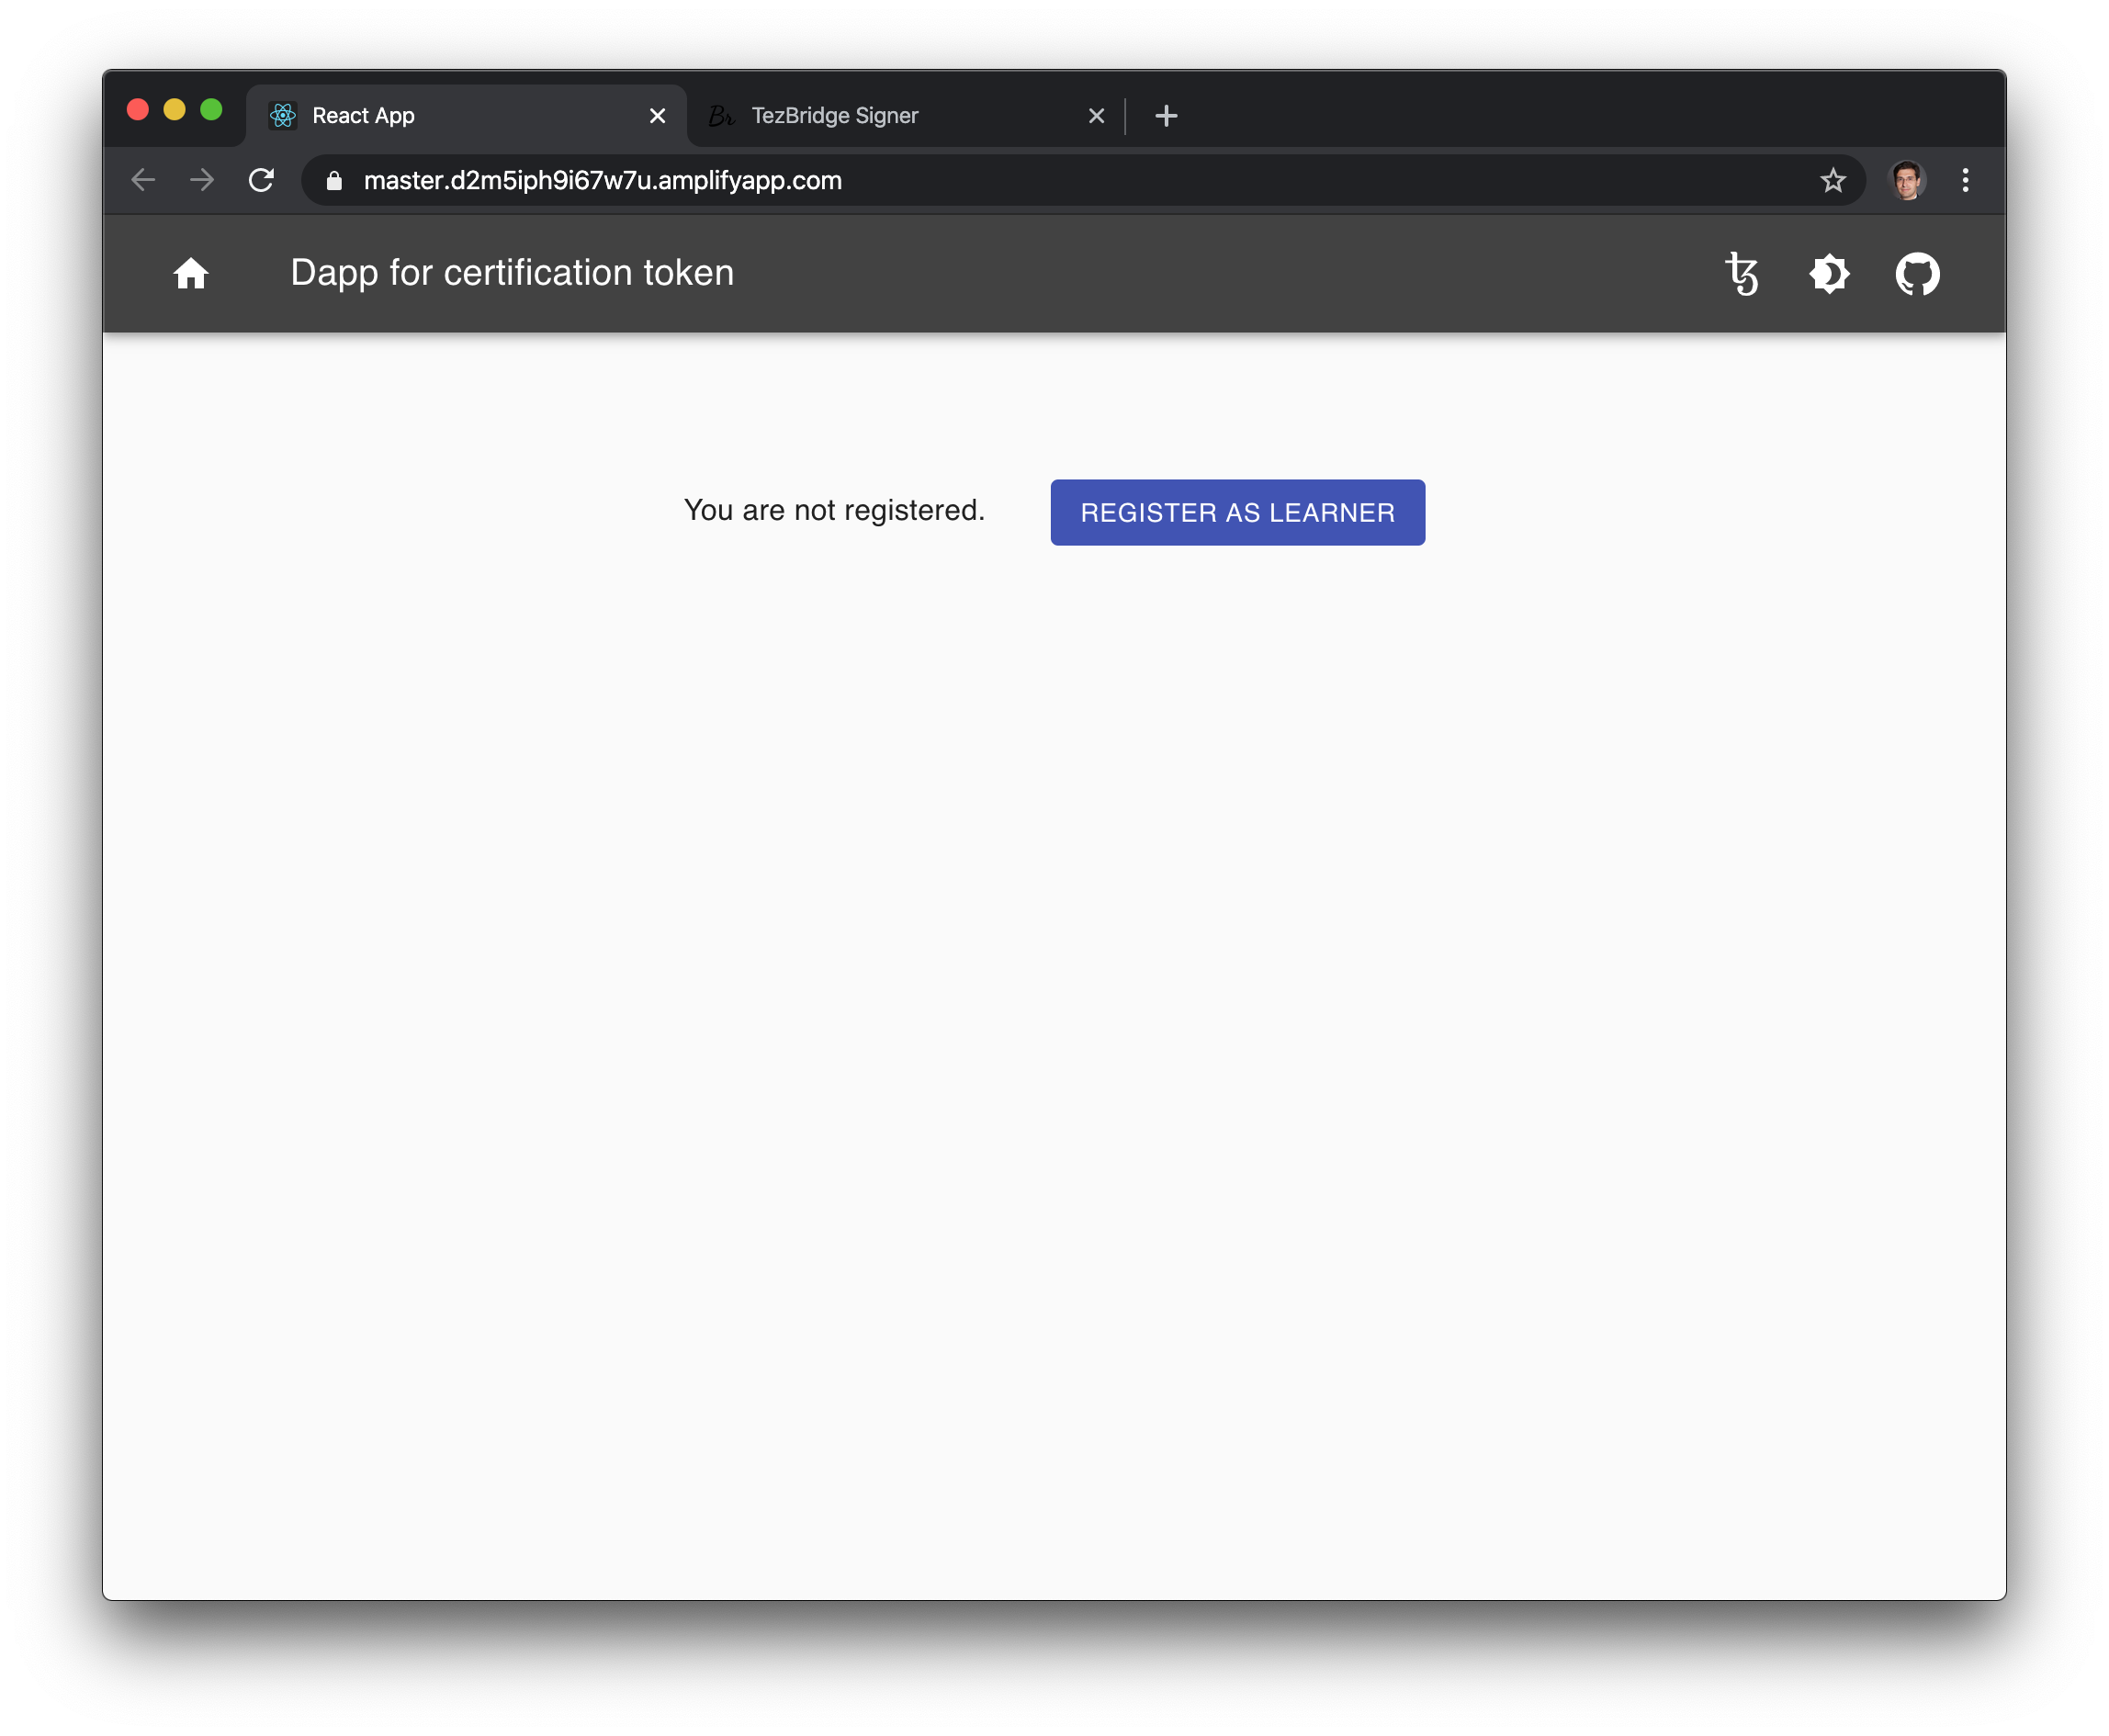 React App
Br TezBridge Signer
master.d2m5iph9i67w7u.amplifyapp.com
Dapp for certification token
You are not registered.
REGISTER AS LEARNER